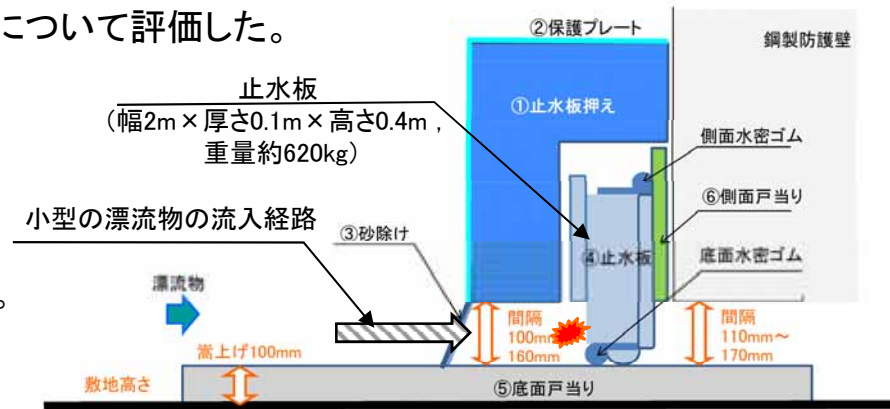 について評価した。
②保護プレート
鋼製防護壁
止水板
（幅2m×厚さ0.1m×高さ0.4m，
重量約620kg）
①止水板押え
側面水密ゴム
⑥側面戸当り
小型の漂流物の流入経路
③砂除け
④止水板
底面水密ゴム
漂流物
。
間隔
100mm～
160mm
間隔
110mm～
170mm
嵩上げ100mm
敷地高さ
⑤底面戸当り